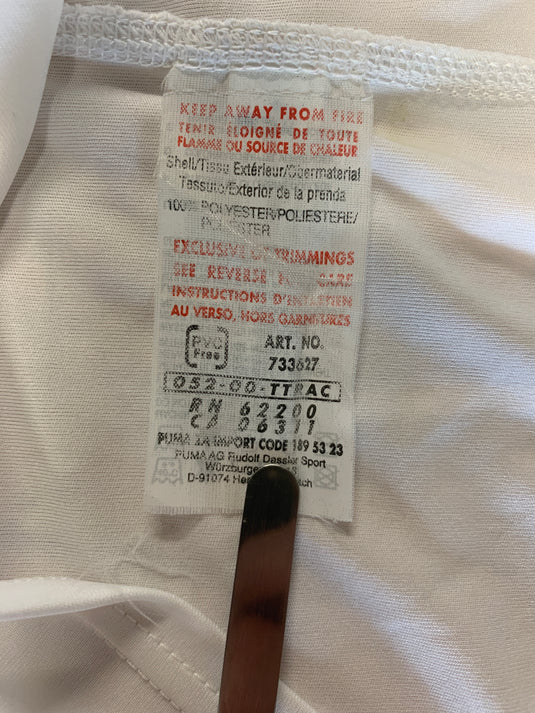 KEEP AWAY FROM FIRE
TENIR ÉLOIGNÉ DE TOUTE
FLAMME OU SOURCE DE CHALEUR
Shell/Tissu Extérieur/Obermaterial
Tessuto/Exterior de la prenda
100% POLYESTER/POLIESTERE/
POLIESTER
EXCLUSIVE OF TRIMMINGS
SEE REVERSE CARE
INSTRUCTIONS D'ENTRETIEN
AU VERSO, HORS GARNITURES
PVC
Free
ART. NO.
733627
052-00-TTRAC
RN 62200
CA 06311
PUMA SA IMPORT CODE 189 53 23
PUMA AG Rudolf Dassler Sport
D-91074